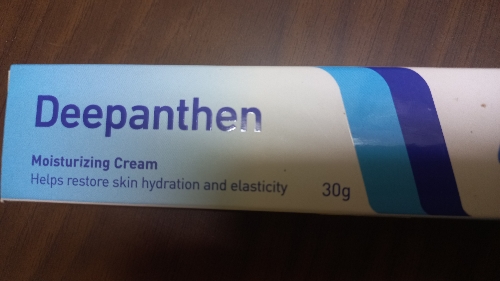 Deepanthen
Moisturizing Cream
Helps restore skin hydration and elasticity
30g